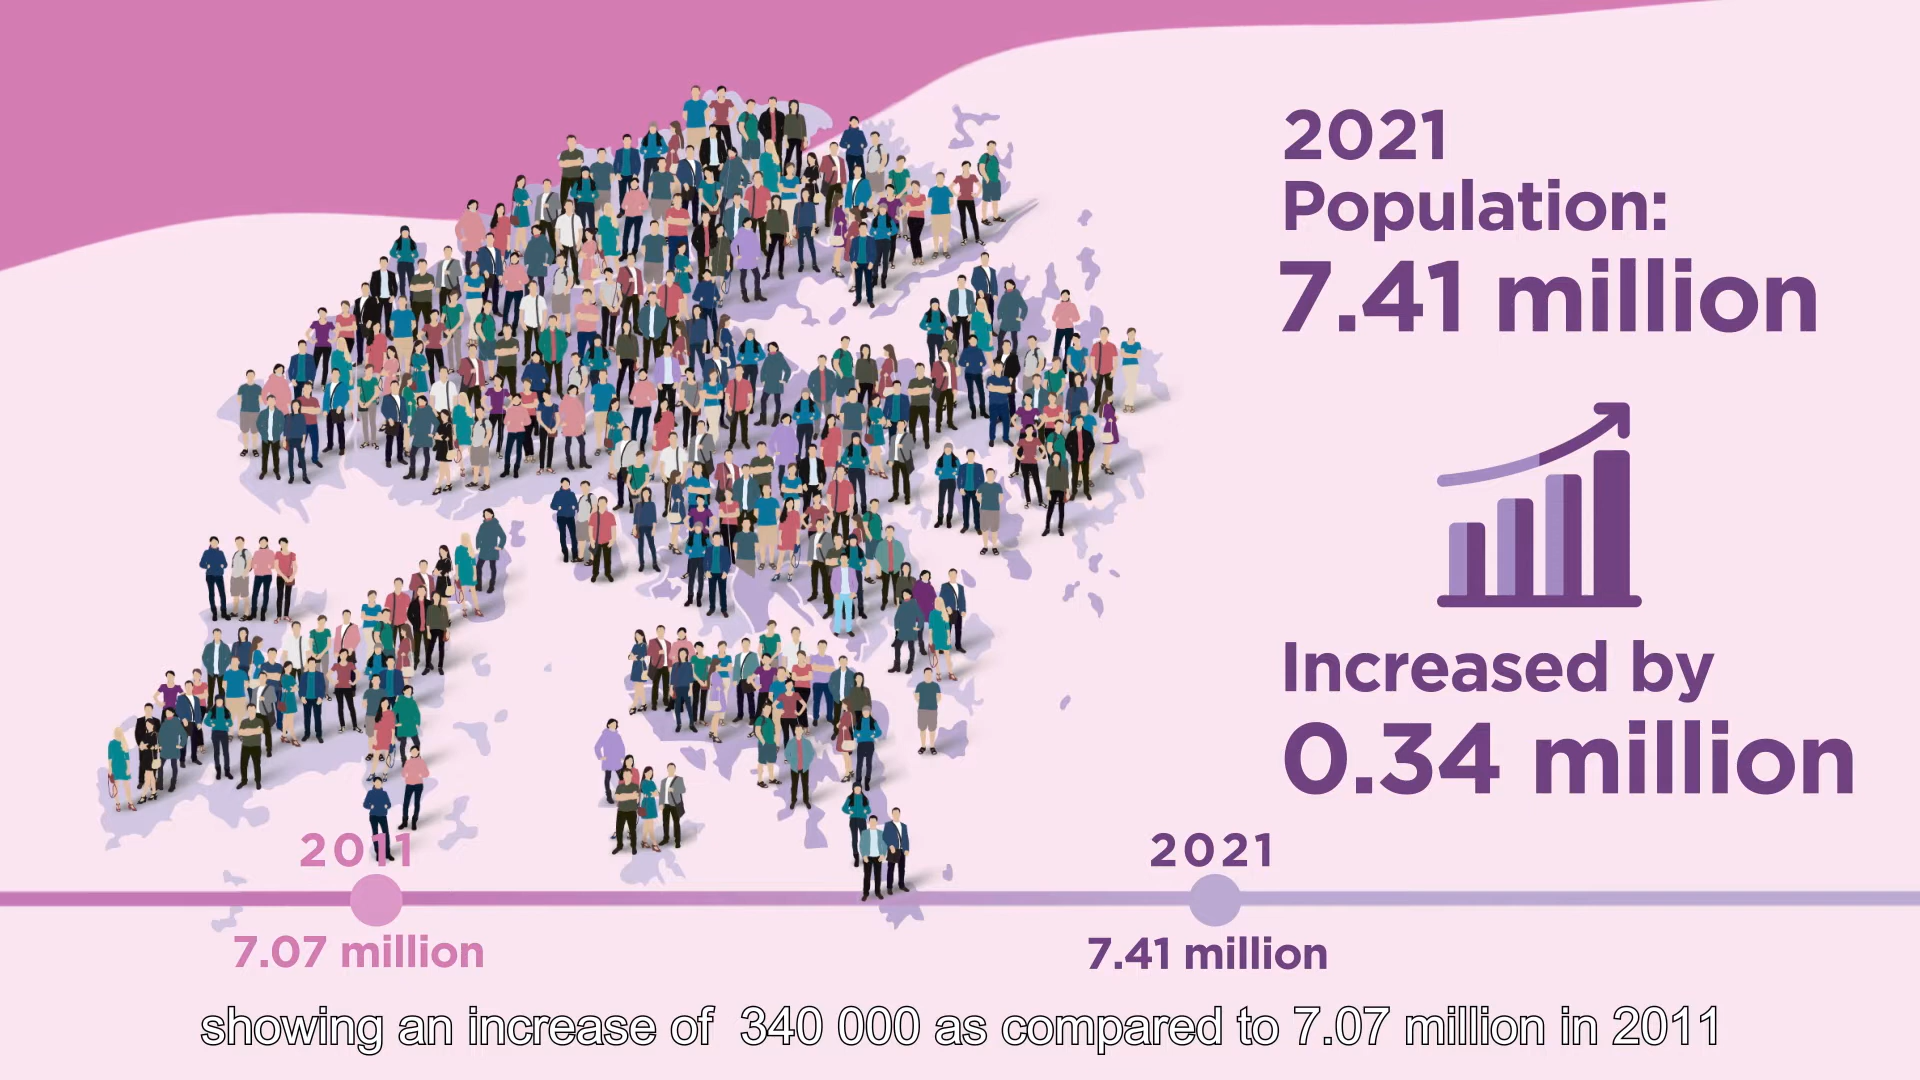 2021
Population:
7.41 million
Increased by
0.34 million
2011
2021
7.07 million
7.41 million
showing an increase of  340 000 as compared to 7.07 million in 2011